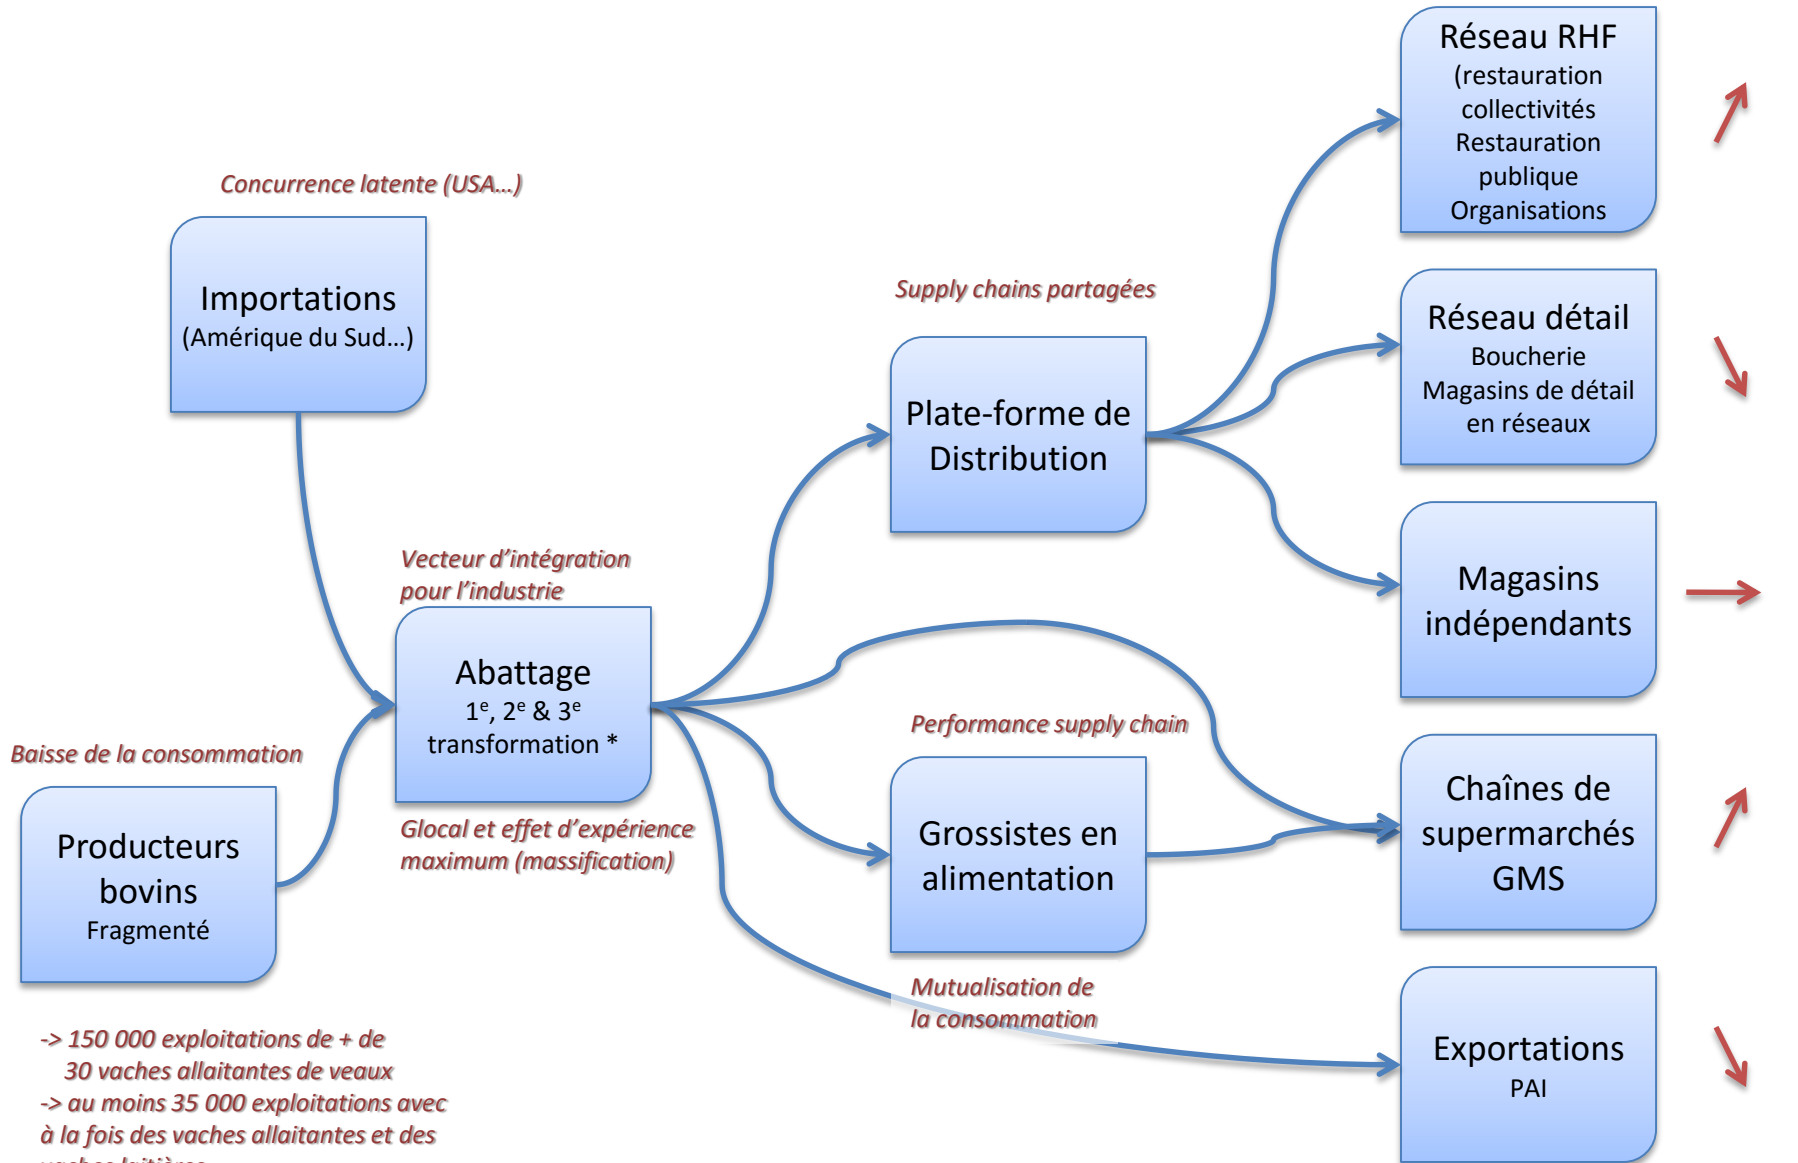 Réseau RHF
(restauration
collectivités
Restauration
publique
Organisations
Concurrence latente (USA…)
Importations
(Amérique du Sud…)
Supply chains partagées
Réseau détail
Boucherie
Magasins de détail
en réseaux
Plate-forme de
Distribution
Vecteur d’intégration
pour l’industrie
Magasins
indépendants
Abattage
1e, 2e & 3e
transformation *
Performance supply chain
Baisse de la consommation
Chaînes de
supermarchés
GMS
Glocal et effet d’expérience
maximum (massification)
Grossistes en
alimentation
Producteurs
bovins
Fragmenté
Mutualisation de
la consommation
Exportations
PAI
-> 150 000 exploitations de + de
30 vaches allaitantes de veaux
-> au moins 35 000 exploitations avec
à la fois des vaches allaitantes et des
vaches laitières